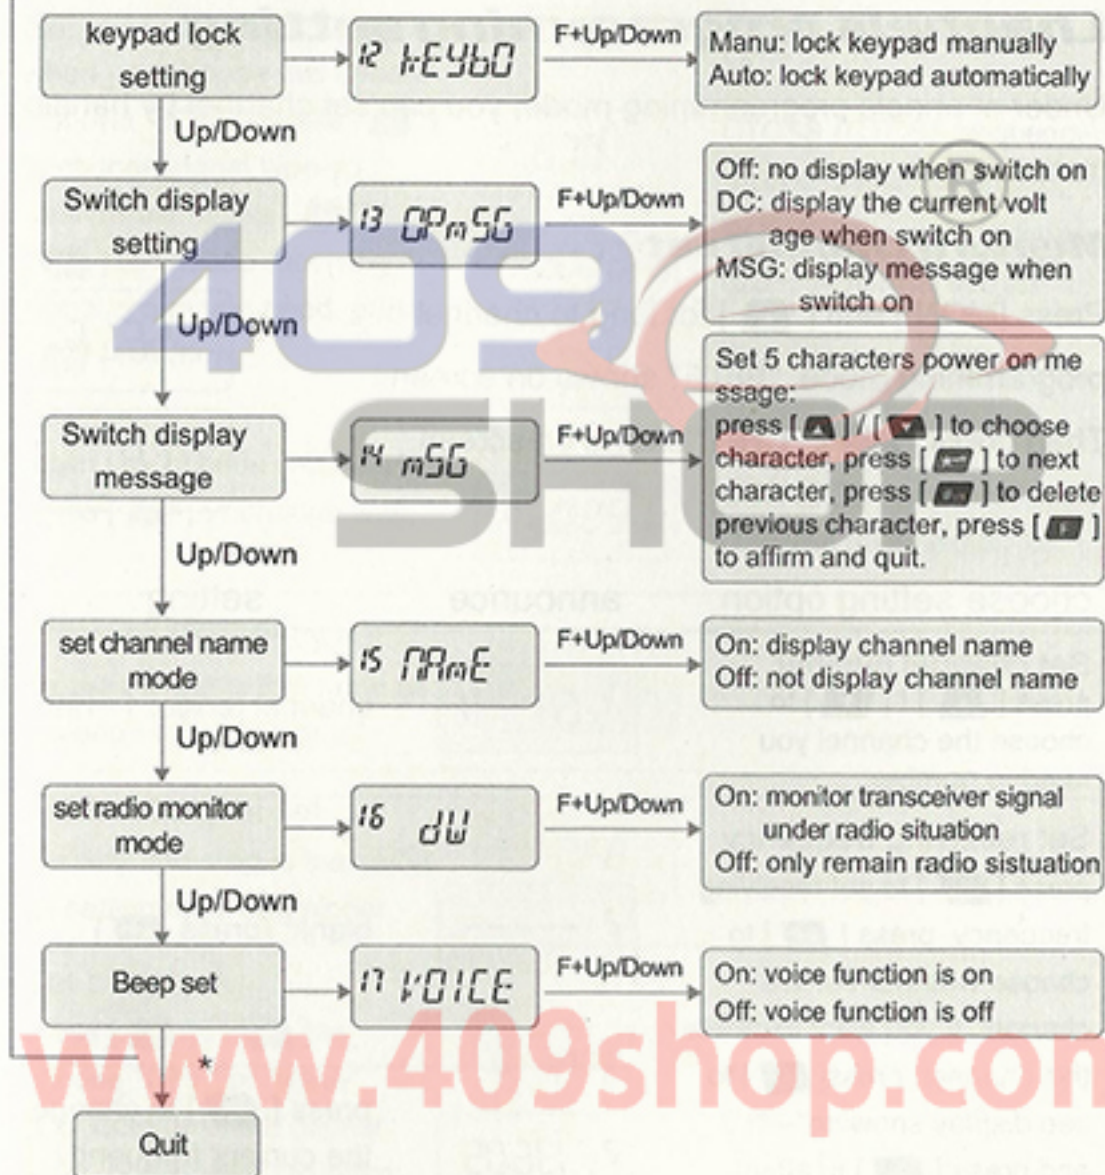 keypad lock
setting
12 KEYBO
F+Up/Down
Manu: lock keypad manually
Auto: lock keypad automatically
Up/Down
Switch display
setting
13 OPmSG
F+Up/Down
Off: no display when switch on
DC: display the current volt
age when switch on
MSG: display message when
switch on
Up/Down
Switch display
message
14 mSG
F+Up/Down
Set 5 characters power on me
ssage:
press [ ] / [ ] to choose
character, press [ ] to next
character, press [ ] to delete
previous character, press [ ]
to affirm and quit.
Up/Down
set channel name
mode
15 NAmE
F+Up/Down
On: display channel name
Off: not display channel name
Up/Down
set radio monitor
mode
16 dW
F+Up/Down
On: monitor transceiver signal
under radio situation
Off: only remain radio sistuation
Up/Down
Beep set
17 VOICE
F+Up/Down
On: voice function is on
Off: voice function is off
*
Quit
409
SHOP
®
www.409shop.com